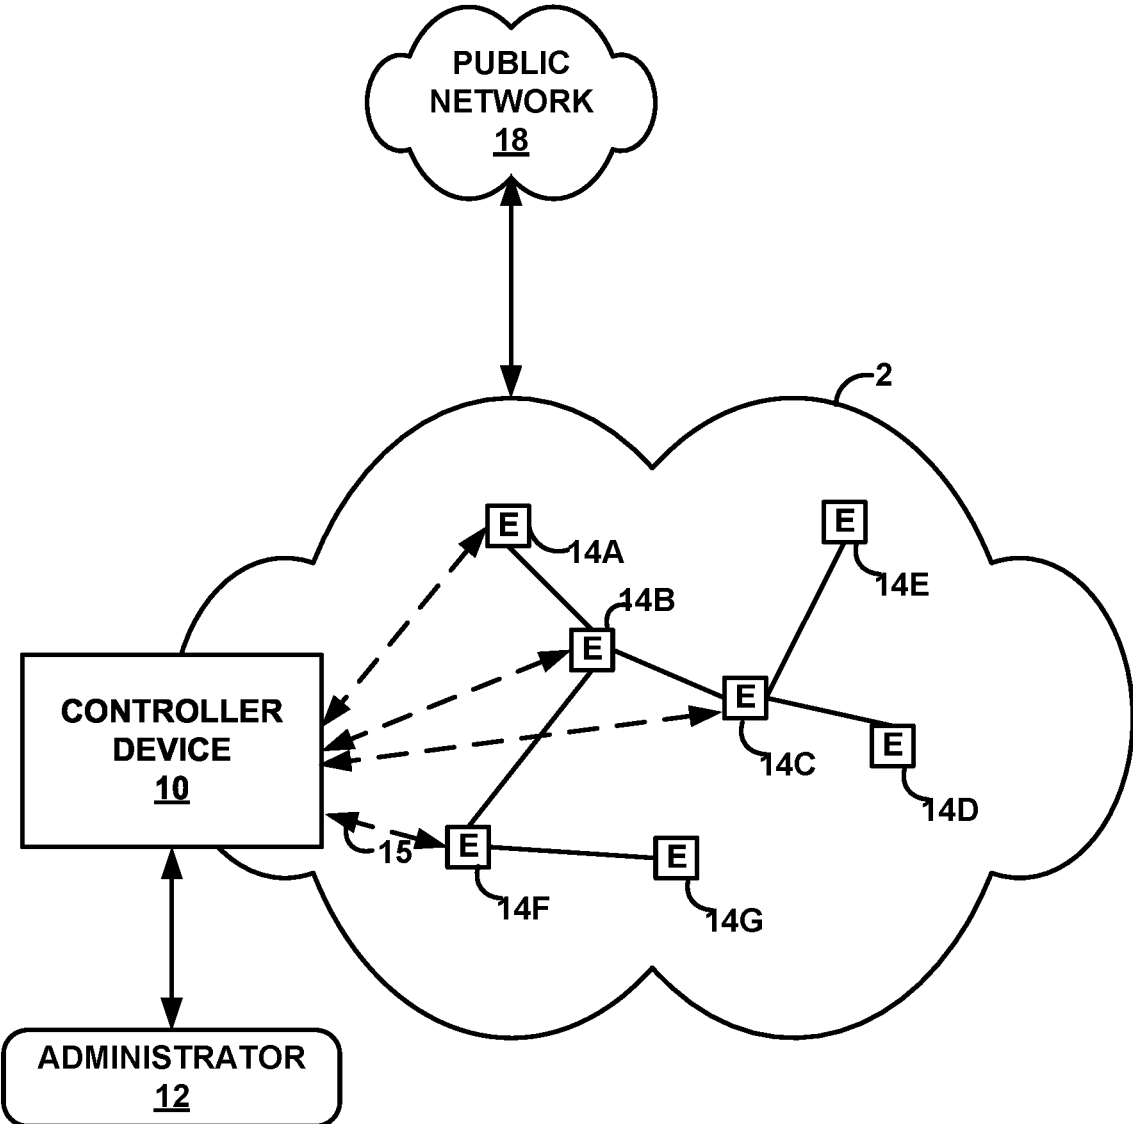 PUBLIC
NETWORK
18
2
E
14A
E
14E
14B
E
E
14C
E
14D
CONTROLLER
DEVICE
10
15
E
14F
E
14G
ADMINISTRATOR
12